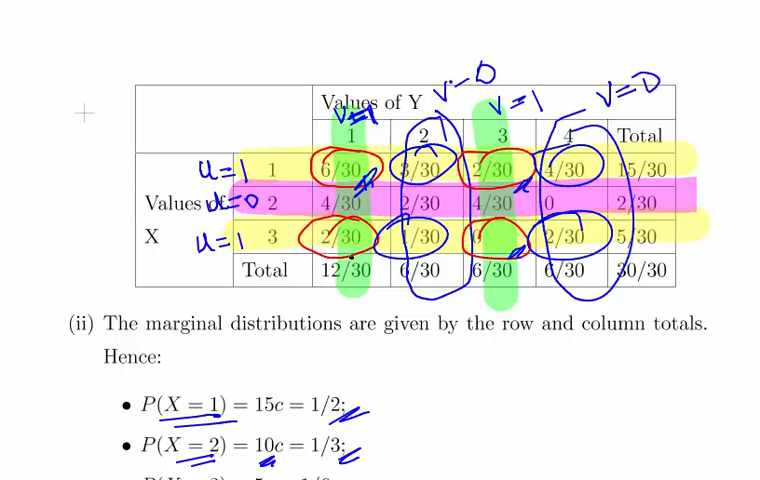 V=0
V=0
Values of Y
V=1
V=1
1 2 3 4 Total
u=1 1 6/30 3/30 2/30 4/30 15/30
Values of u=0 2 4/30 2/30 4/30 0 2/30
X u=1 3 2/30 1/30 0 2/30 5/30
Total 12/30 6/30 6/30 6/30 30/30
(ii) The marginal distributions are given by the row and column totals.
Hence:
• P(X = 1) = 15c = 1/2;
• P(X = 2) = 10c = 1/3;